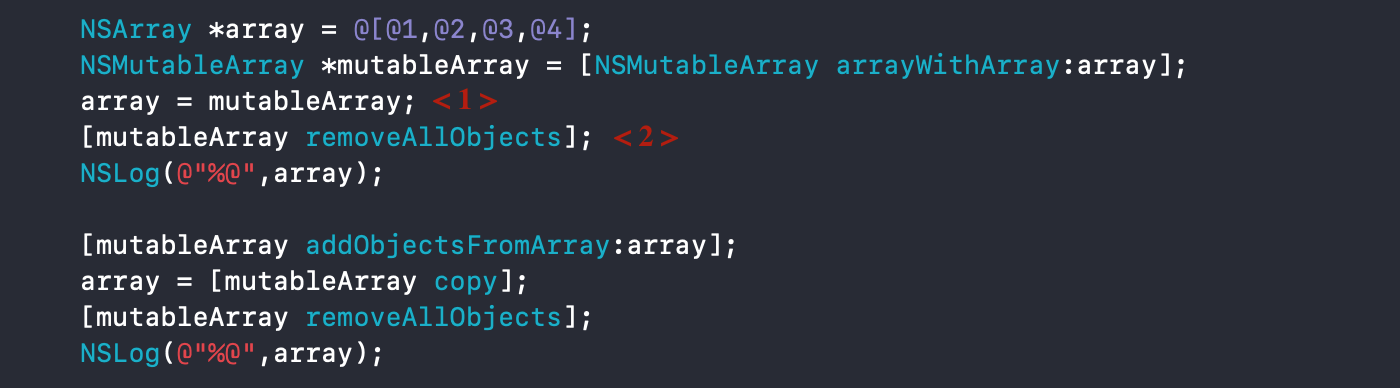 NSArray *array = @[@1,@2,@3,@4];
NSMutableArray *mutableArray = [NSMutableArray arrayWithArray:array];
array = mutableArray; <1>
[mutableArray removeAllObjects]; <2>
NSLog(@"%@",array);
[mutableArray addObjectsFromArray:array];
array = [mutableArray copy];
[mutableArray removeAllObjects];
NSLog(@"%@",array);